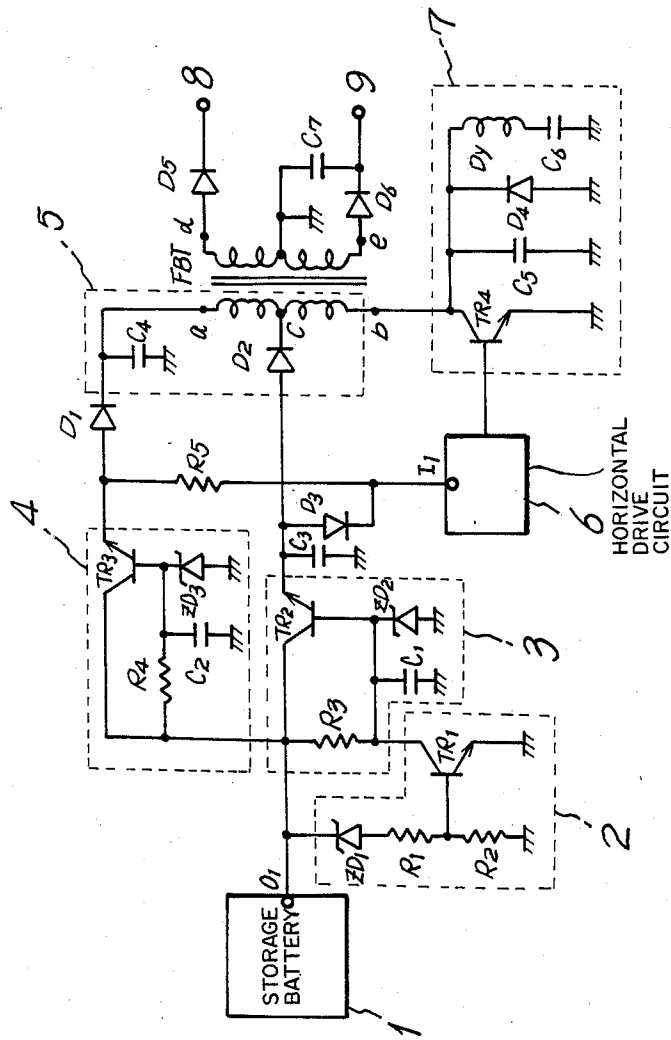 1
STORAGE
BATTERY
O1
2
ZD1
R1
R2
TR1
3
R3
C1
ZD2
TR2
4
R4
C2
ZD3
TR3
C3
D3
R5
D1
I1
6
HORIZONTAL
DRIVE
CIRCUIT
5
C4
D2
a
c
b
FBT
d
e
D5
D6
C7
8
9
7
TR4
C5
D4
Dy
C6